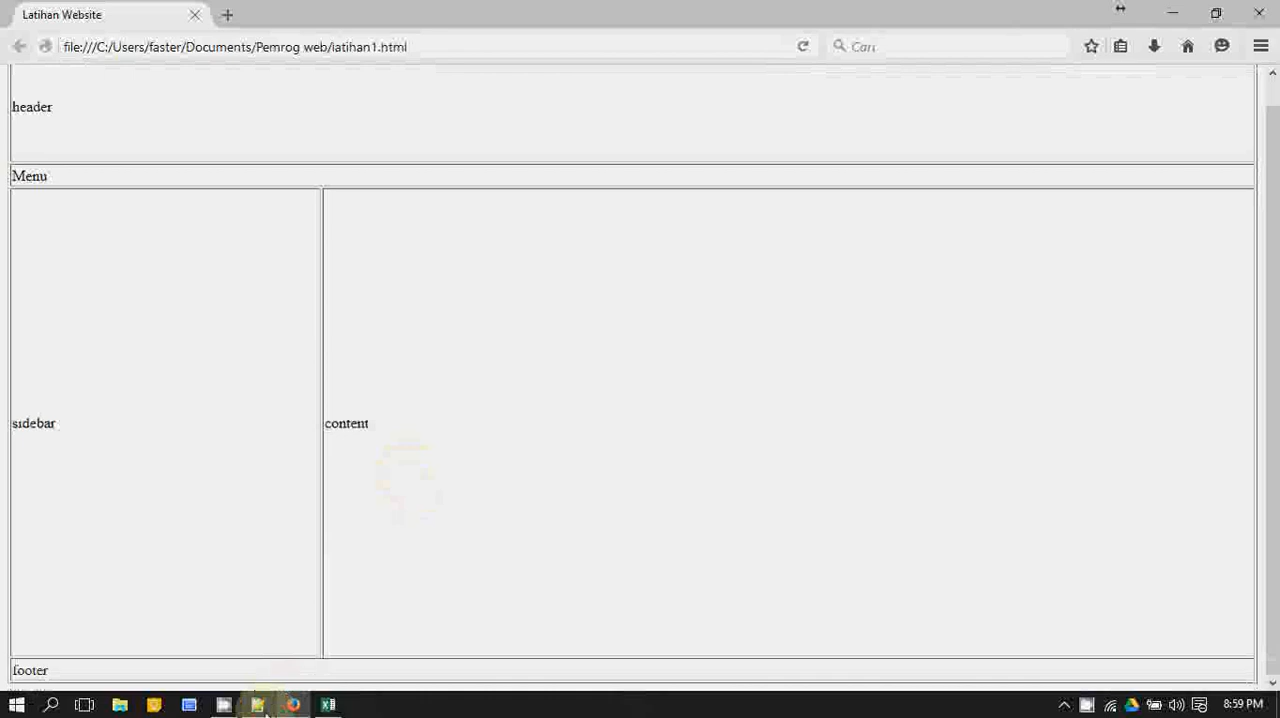 Latihan Website
file:///C:/Users/faster/Documents/Pemrog web/latihan1.html
Cari
header
Menu
sidebar
content
footer
8:59 PM